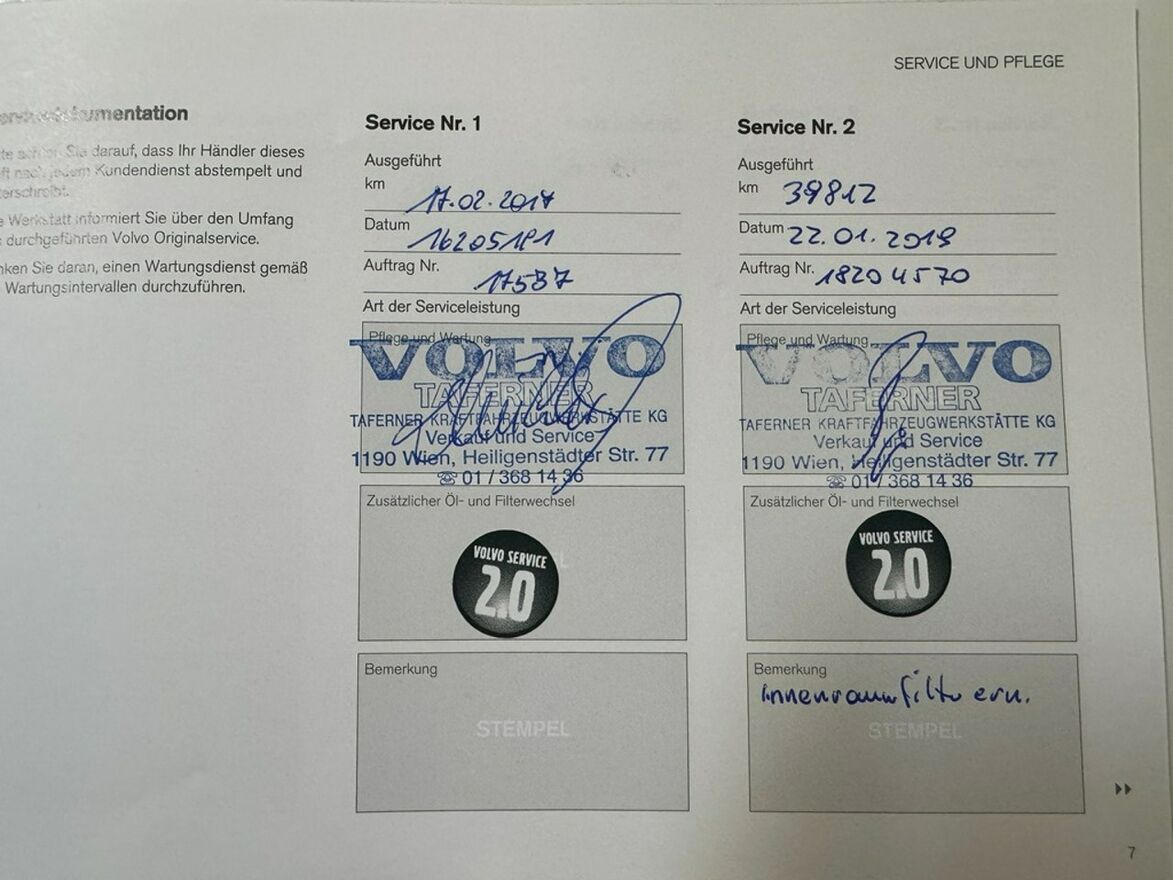 SERVICE UND PFLEGE
Sie darauf, dass Ihr Händler dieses
Kundendienst abstempelt und
Werkstatt informiert Sie über den Umfang
durchgeführten Volvo Originalservice.
Sie daran, einen Wartungsdienst gemäß
Wartungsintervallen durchzuführen.
Service Nr. 1
Ausgeführt
km 17.02.2017
Datum 16205181
Auftrag Nr. 17587
Art der Serviceleistung
Pflege und Wartung
VOLVO
TAFERNER
TAFERNER KRAFTFAHRZEUGWERKSTÄTTE KG
Verkauf und Service
1190 Wien, Heiligenstädter Str. 77
☎ 01 / 368 14 36
Zusätzlicher Öl- und Filterwechsel
VOLVO SERVICE
2.0
Bemerkung
STEMPEL
Service Nr. 2
Ausgeführt
km 39812
Datum 22.01.2019
Auftrag Nr. 18204570
Art der Serviceleistung
Pflege und Wartung
VOLVO
TAFERNER
TAFERNER KRAFTFAHRZEUGWERKSTÄTTE KG
Verkauf und Service
1190 Wien, Heiligenstädter Str. 77
☎ 01 / 368 14 36
Zusätzlicher Öl- und Filterwechsel
VOLVO SERVICE
2.0
Bemerkung
Innenraumfilter ern.
STEMPEL
7